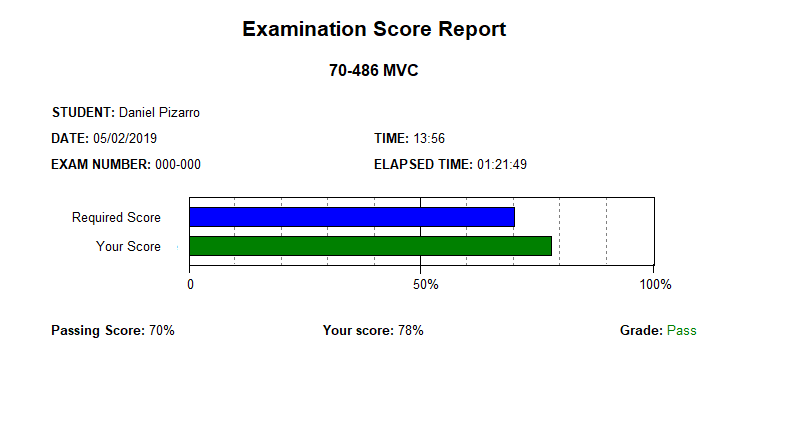 Examination Score Report
70-486 MVC
STUDENT: Daniel Pizarro
DATE: 05/02/2019 TIME: 13:56
EXAM NUMBER: 000-000 ELAPSED TIME: 01:21:49
Required Score
Your Score
0 50% 100%
Passing Score: 70% Your score: 78% Grade: Pass